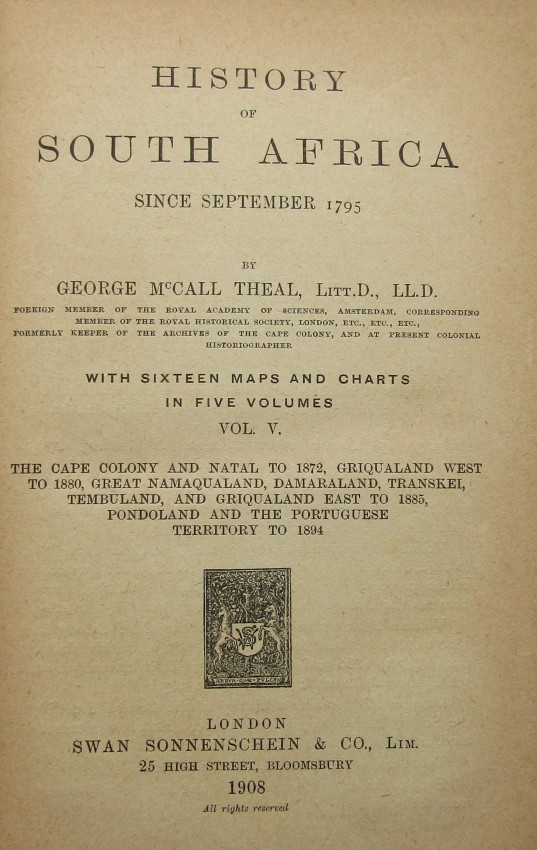 HISTORY
OF
SOUTH AFRICA
SINCE SEPTEMBER 1795
BY
GEORGE McCALL THEAL, LITT.D., LL.D.
FOREIGN MEMBER OF THE ROYAL ACADEMY OF SCIENCES, AMSTERDAM, CORRESPONDING
MEMBER OF THE ROYAL HISTORICAL SOCIETY, LONDON, ETC., ETC., ETC.,
FORMERLY KEEPER OF THE ARCHIVES OF THE CAPE COLONY, AND AT PRESENT COLONIAL
HISTORIOGRAPHER
WITH SIXTEEN MAPS AND CHARTS
IN FIVE VOLUMES
VOL. V.
THE CAPE COLONY AND NATAL TO 1872, GRIQUALAND WEST
TO 1880, GREAT NAMAQUALAND, DAMARALAND, TRANSKEI,
TEMBULAND, AND GRIQUALAND EAST TO 1885,
PONDOLAND AND THE PORTUGUESE
TERRITORY TO 1894
LONDON
SWAN SONNENSCHEIN & CO., LIM.
25 HIGH STREET, BLOOMSBURY
1908
All rights reserved